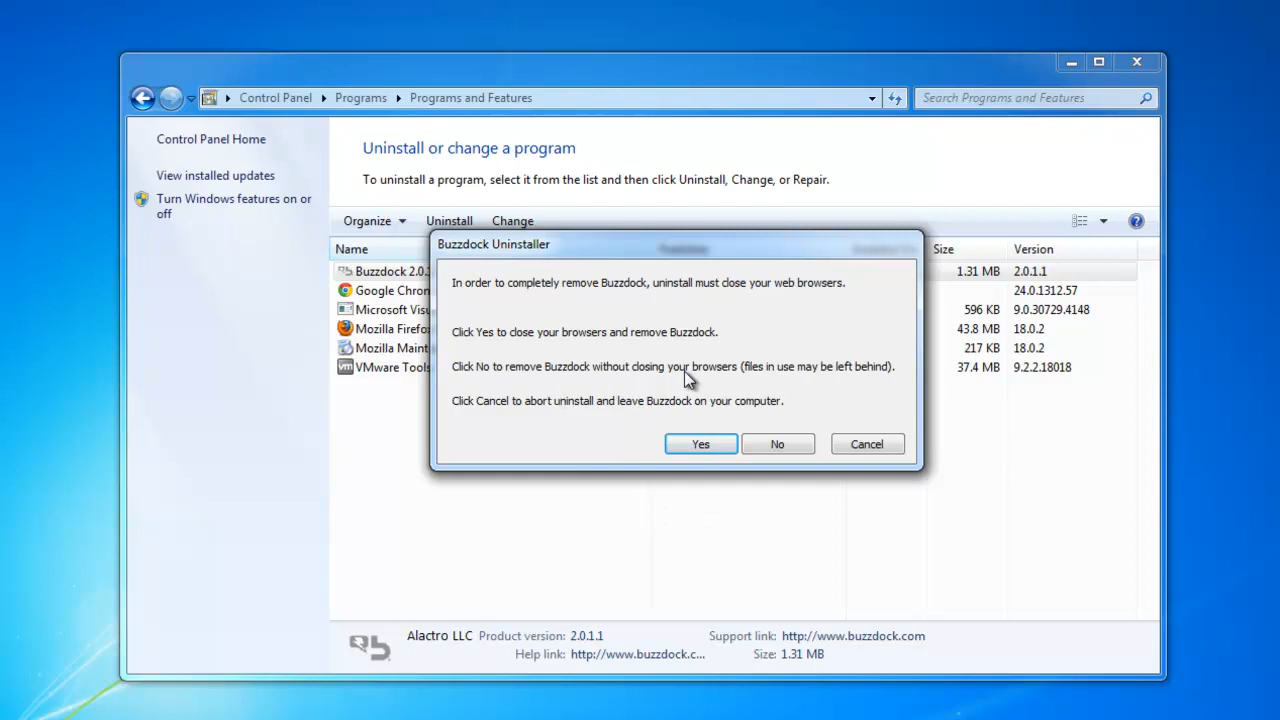 Control Panel
Programs
Programs and Features
Search Programs and Features
Control Panel Home
View installed updates
Turn Windows features on or
off
Uninstall or change a program
To uninstall a program, select it from the list and then click Uninstall, Change, or Repair.
Organize
Uninstall
Change
Name
Size
Version
Buzzdock 2.0.
1.31 MB
2.0.1.1
Google Chron
24.0.1312.57
Microsoft Visu
596 KB
9.0.30729.4148
Mozilla Firefo
43.8 MB
18.0.2
Mozilla Maint
217 KB
18.0.2
VMware Tools
37.4 MB
9.2.2.18018
Buzzdock Uninstaller
In order to completely remove Buzzdock, uninstall must close your web browsers.
Click Yes to close your browsers and remove Buzzdock.
Click No to remove Buzzdock without closing your browsers (files in use may be left behind).
Click Cancel to abort uninstall and leave Buzzdock on your computer.
Yes
No
Cancel
Alactro LLC
Product version: 2.0.1.1
Support link: http://www.buzzdock.com
Help link: http://www.buzzdock.c...
Size: 1.31 MB